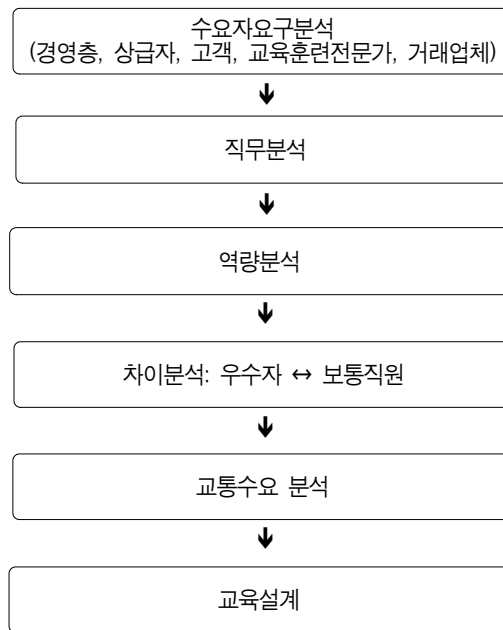 수요자요구분석
(경영층, 상급자, 고객, 교육훈련전문가, 거래업체)
직무분석
역량분석
차이분석: 우수자 ↔ 보통직원
교통수요 분석
교육설계